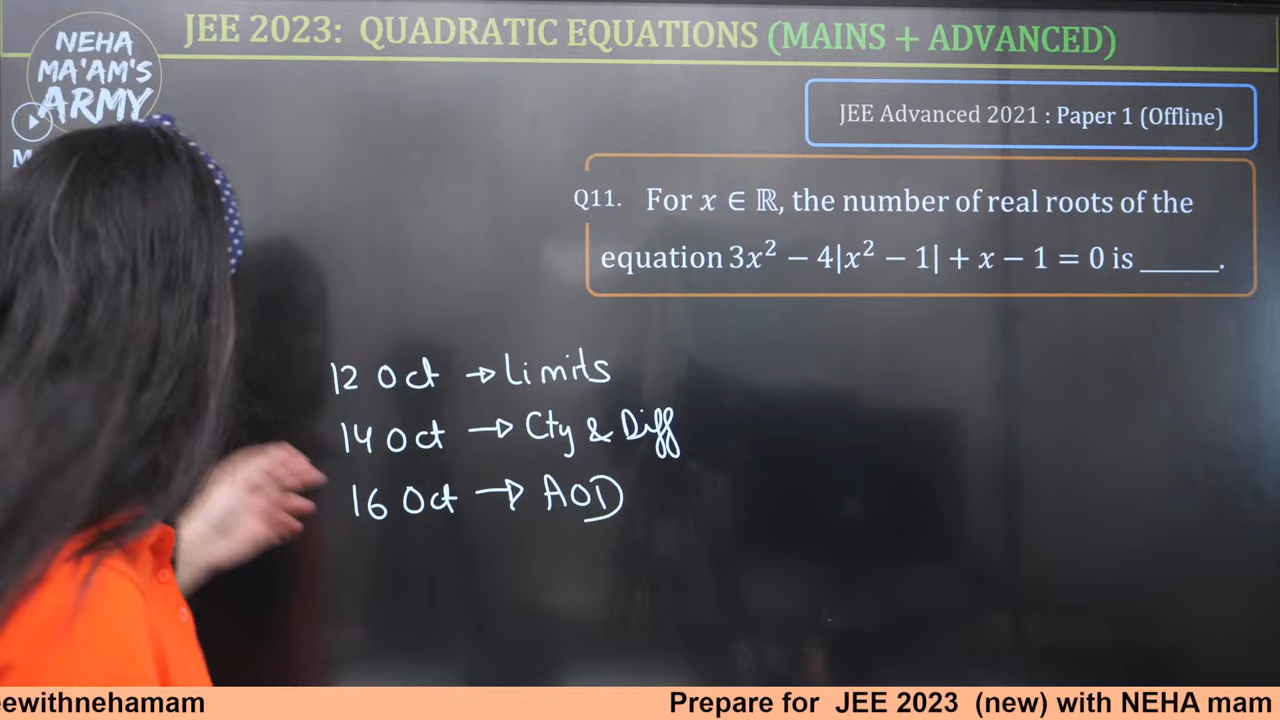 JEE 2023: QUADRATIC EQUATIONS (MAINS + ADVANCED)
NEHA
MA'AM'S
ARMY
M
JEE Advanced 2021 : Paper 1 (Offline)
Q11. For x ∈ ℝ, the number of real roots of the
equation 3x² − 4|x² − 1| + x − 1 = 0 is _____.
12 Oct → Limits
14 Oct → Cty & Diff
16 Oct → AOD
eewithnehamam
Prepare for JEE 2023 (new) with NEHA mam